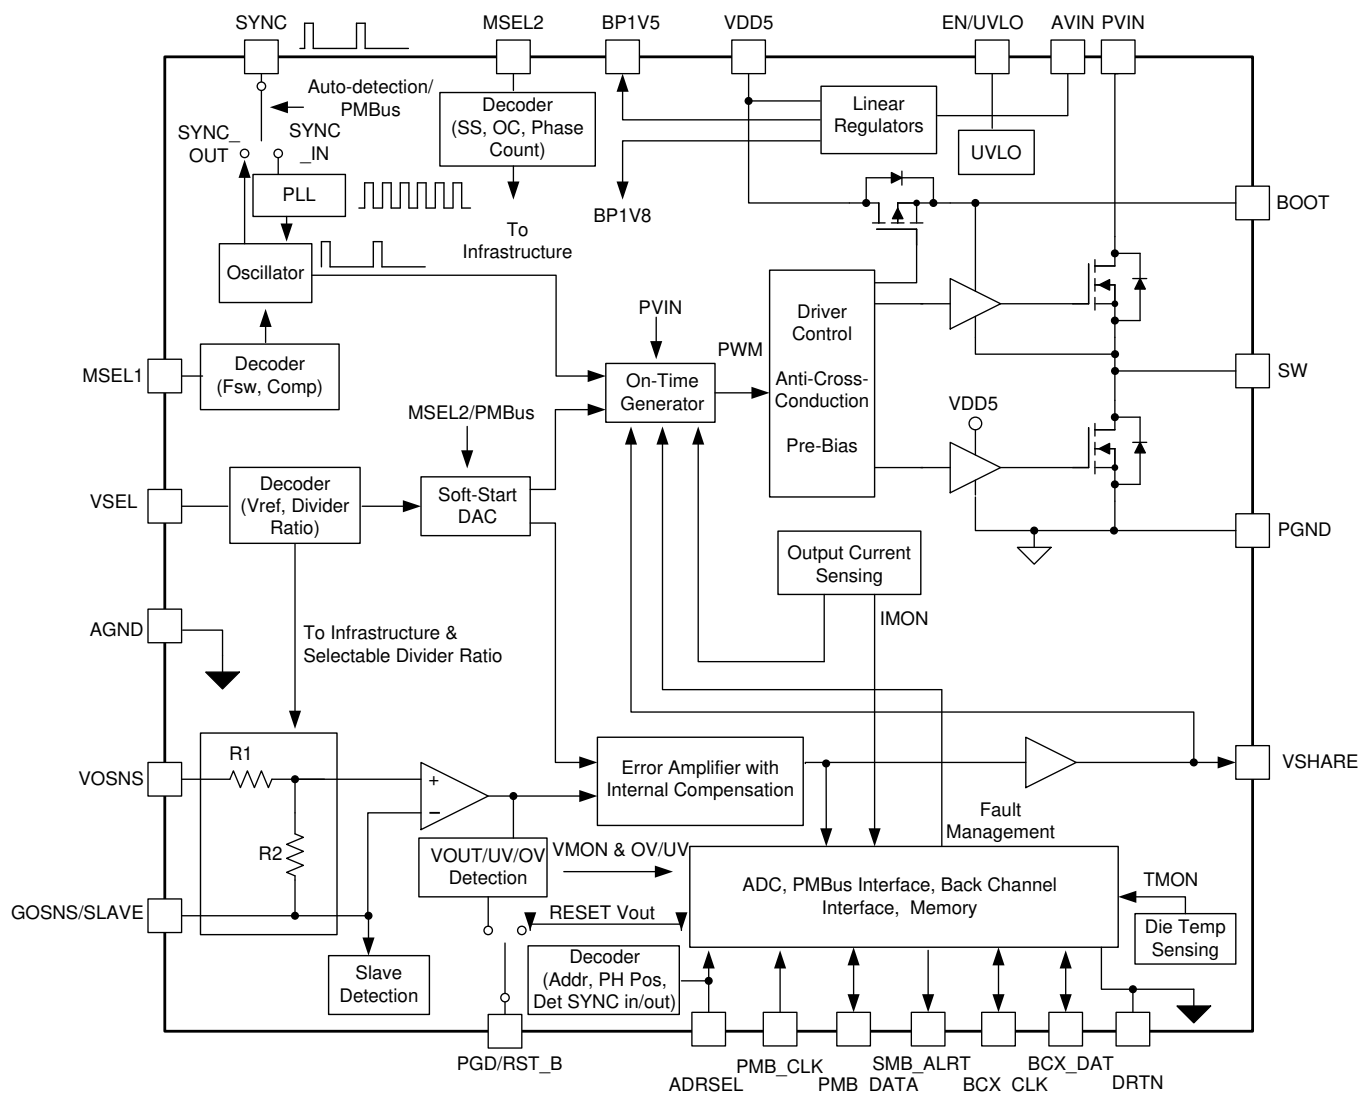 SYNC
MSEL2
BP1V5
VDD5
EN/UVLO
AVIN
PVIN
Auto-detection/
PMBus
SYNC_
OUT
SYNC
_IN
PLL
Decoder
(SS, OC, Phase
Count)
To
Infrastructure
BP1V8
Linear
Regulators
UVLO
BOOT
Oscillator
MSEL1
Decoder
(Fsw, Comp)
PVIN
On-Time
Generator
PWM
Driver
Control
Anti-Cross-
Conduction
Pre-Bias
VDD5
SW
MSEL2/PMBus
VSEL
Decoder
(Vref, Divider
Ratio)
Soft-Start
DAC
PGND
Output Current
Sensing
IMON
AGND
To Infrastructure &
Selectable Divider Ratio
VOSNS
R1
R2
+
−
Error Amplifier with
Internal Compensation
VSHARE
Fault
Management
VOUT/UV/OV
Detection
VMON & OV/UV
GOSNS/SLAVE
RESET Vout
ADC, PMBus Interface, Back Channel
Interface, Memory
TMON
Die Temp
Sensing
Slave
Detection
Decoder
(Addr, PH Pos,
Det SYNC in/out)
PGD/RST_B
ADRSEL
PMB_CLK
PMB_DATA
SMB_ALRT
BCX_CLK
BCX_DAT
DRTN